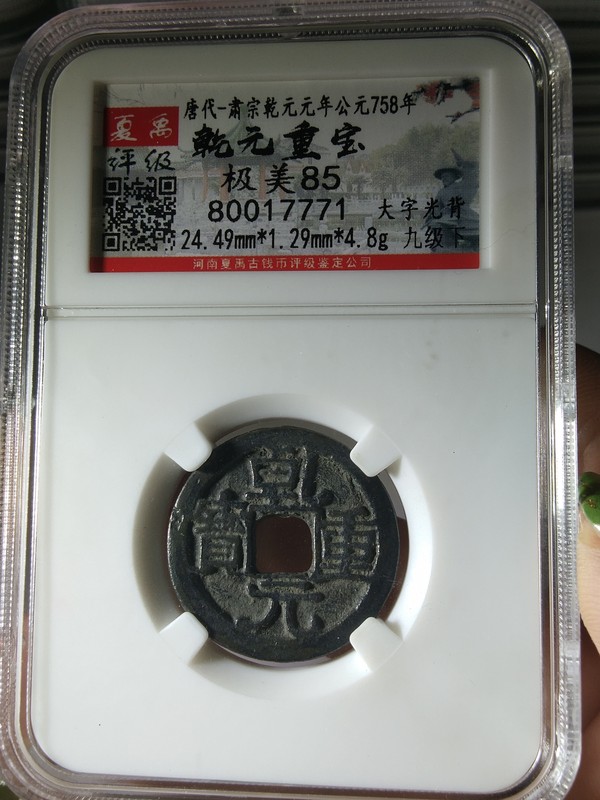 唐代-肃宗乾元元年公元758年
夏禹
评级
乾元重宝
极美85
80017771 大字光背
24.49mm*1.29mm*4.8g 九级下
河南夏禹古钱币评级鉴定公司
乾元重寶